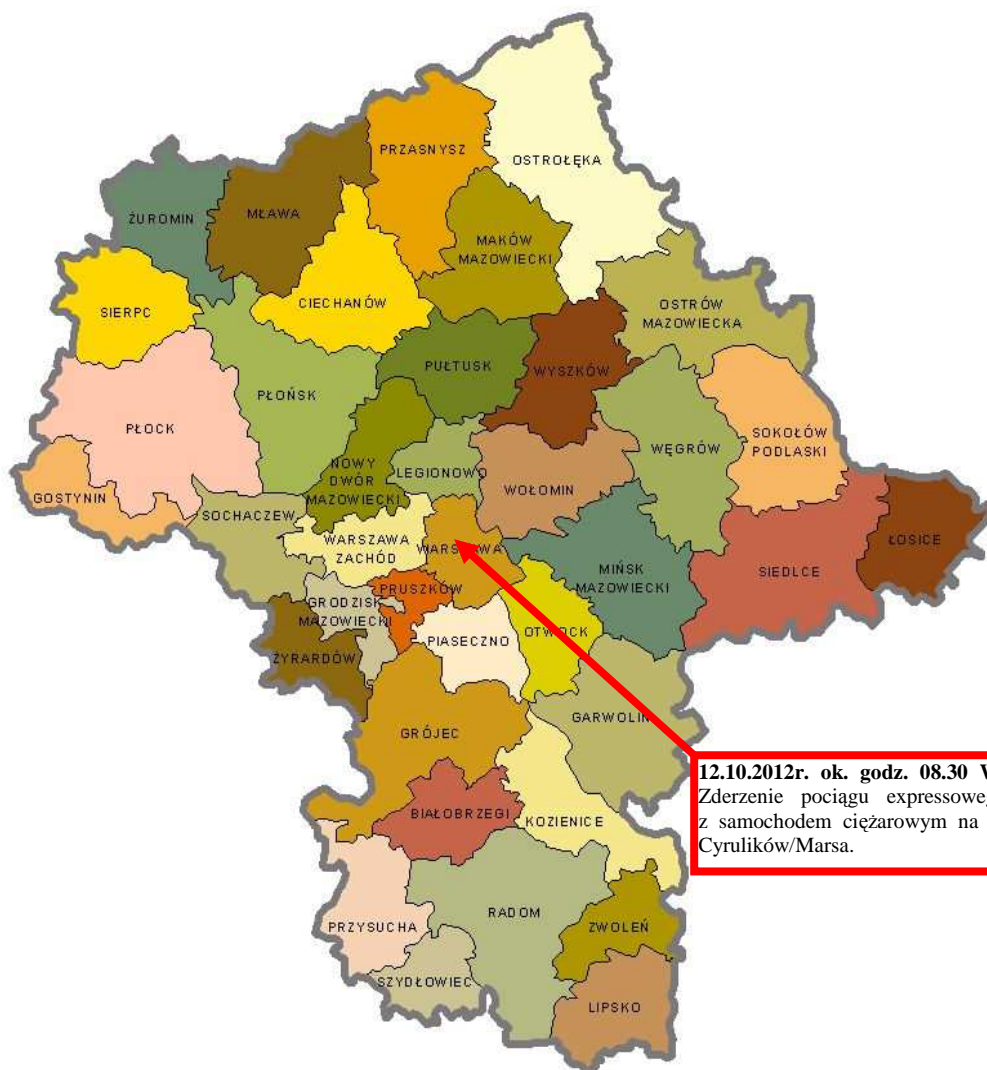 PRZASNYSZ
OSTROŁĘKA
ŻUROMIN
MŁAWA
MAKÓW
MAZOWIECKI
SIERPC
CIECHANÓW
OSTRÓW
MAZOWIECKA
PUŁTUSK
WYSZKÓW
PŁOŃSK
PŁOCK
WĘGRÓW
SOKOŁÓW
PODLASKI
NOWY
DWÓR
MAZOWIECKI
LEGIONOWO
WOŁOMIN
GOSTYNIN
SOCHACZEW
WARSZAWA
ZACHÓD
WARSZAWA
MIŃSK
MAZOWIECKI
SIEDLCE
ŁOSICE
PRUSZKÓW
GRODZISK
MAZOWIECKI
PIASECZNO
OTWOCK
ŻYRARDÓW
GARWOLIN
GRÓJEC
BIAŁOBRZEGI
KOZIENICE
12.10.2012r. ok. godz. 08.30 W
Zderzenie pociągu expressoweg
z samochodem ciężarowym na
Cyrulików/Marsa.
PRZYSUCHA
RADOM
ZWOLEŃ
SZYDŁOWIEC
LIPSKO